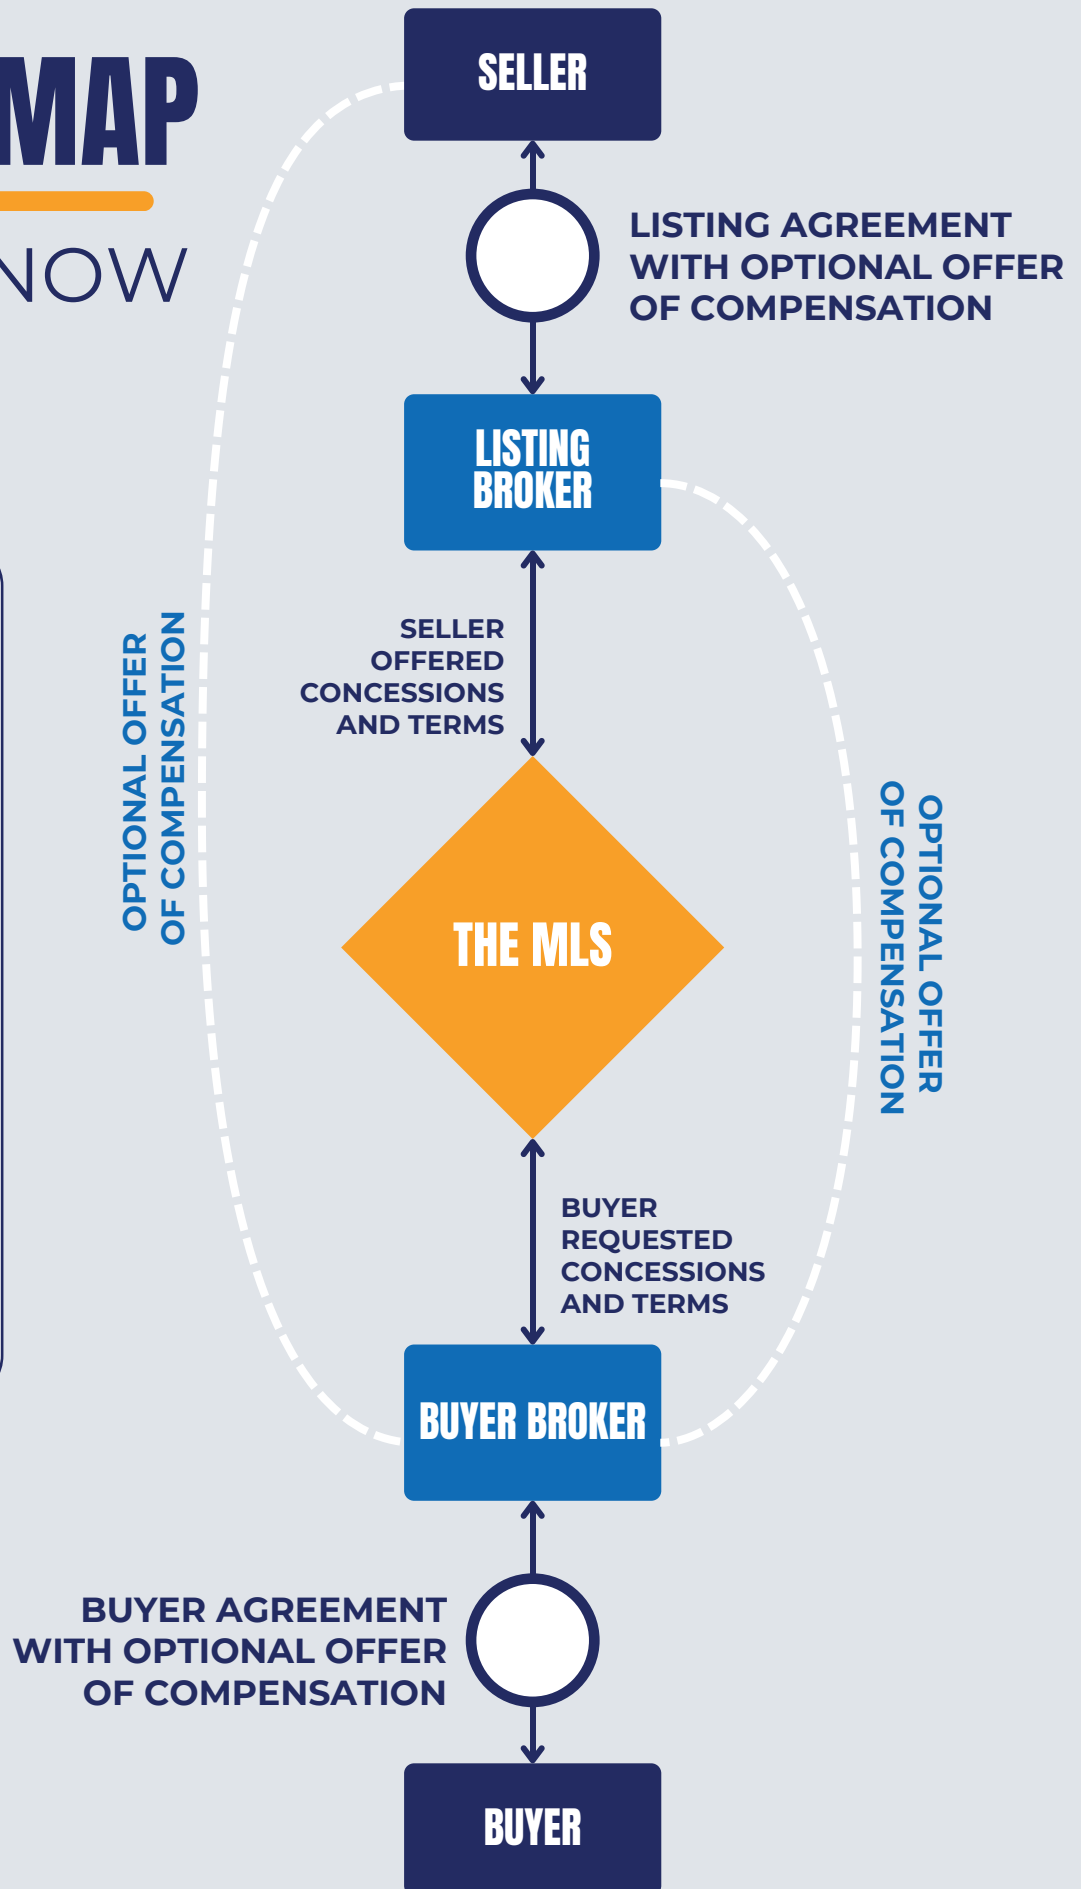 MAP
NOW
SELLER
LISTING AGREEMENT
WITH OPTIONAL OFFER
OF COMPENSATION
LISTING
BROKER
SELLER
OFFERED
CONCESSIONS
AND TERMS
OPTIONAL OFFER
OF COMPENSATION
THE MLS
OPTIONAL OFFER
OF COMPENSATION
BUYER
REQUESTED
CONCESSIONS
AND TERMS
BUYER BROKER
BUYER AGREEMENT
WITH OPTIONAL OFFER
OF COMPENSATION
BUYER